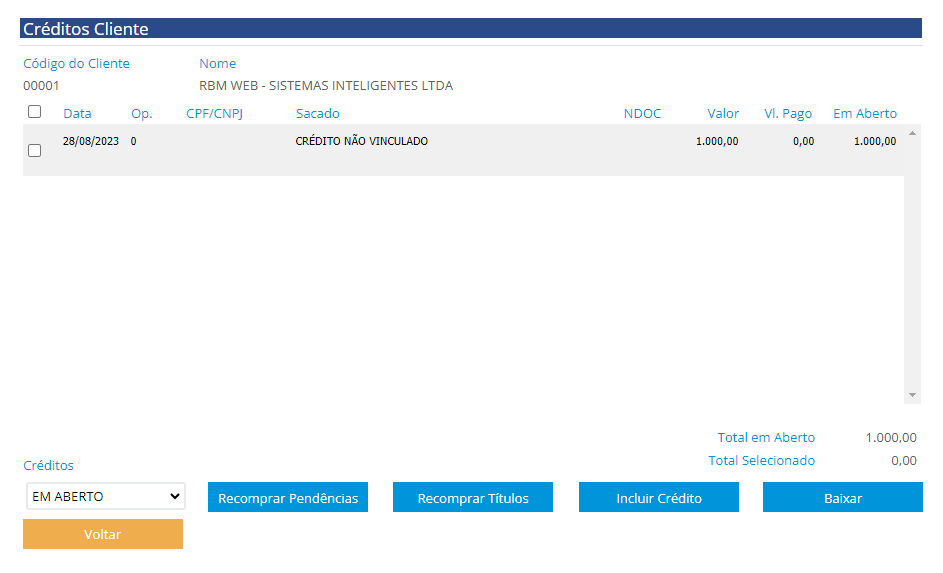 Créditos Cliente
Código do Cliente Nome
00001 RBM WEB - SISTEMAS INTELIGENTES LTDA
Data Op. CPF/CNPJ Sacado NDOC Valor Vl. Pago Em Aberto
28/08/2023 0 CRÉDITO NÃO VINCULADO 1.000,00 0,00 1.000,00
Total em Aberto 1.000,00
Total Selecionado 0,00
Créditos
EM ABERTO Recomprar Pendências Recomprar Títulos Incluir Crédito Baixar
Voltar